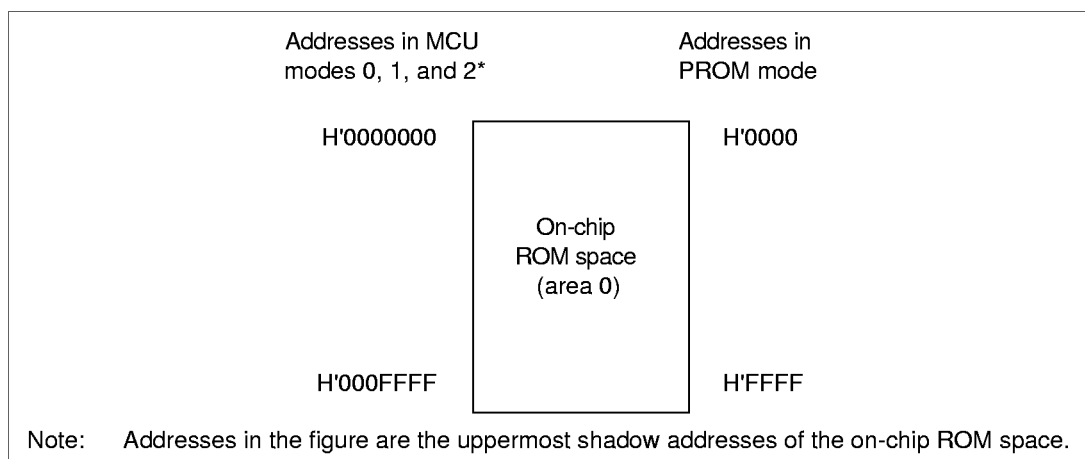 Addresses in MCU
modes 0, 1, and 2*
Addresses in
PROM mode
H'0000000
H'0000
On-chip
ROM space
(area 0)
H'000FFFF
H'FFFF
Note: Addresses in the figure are the uppermost shadow addresses of the on-chip ROM space.